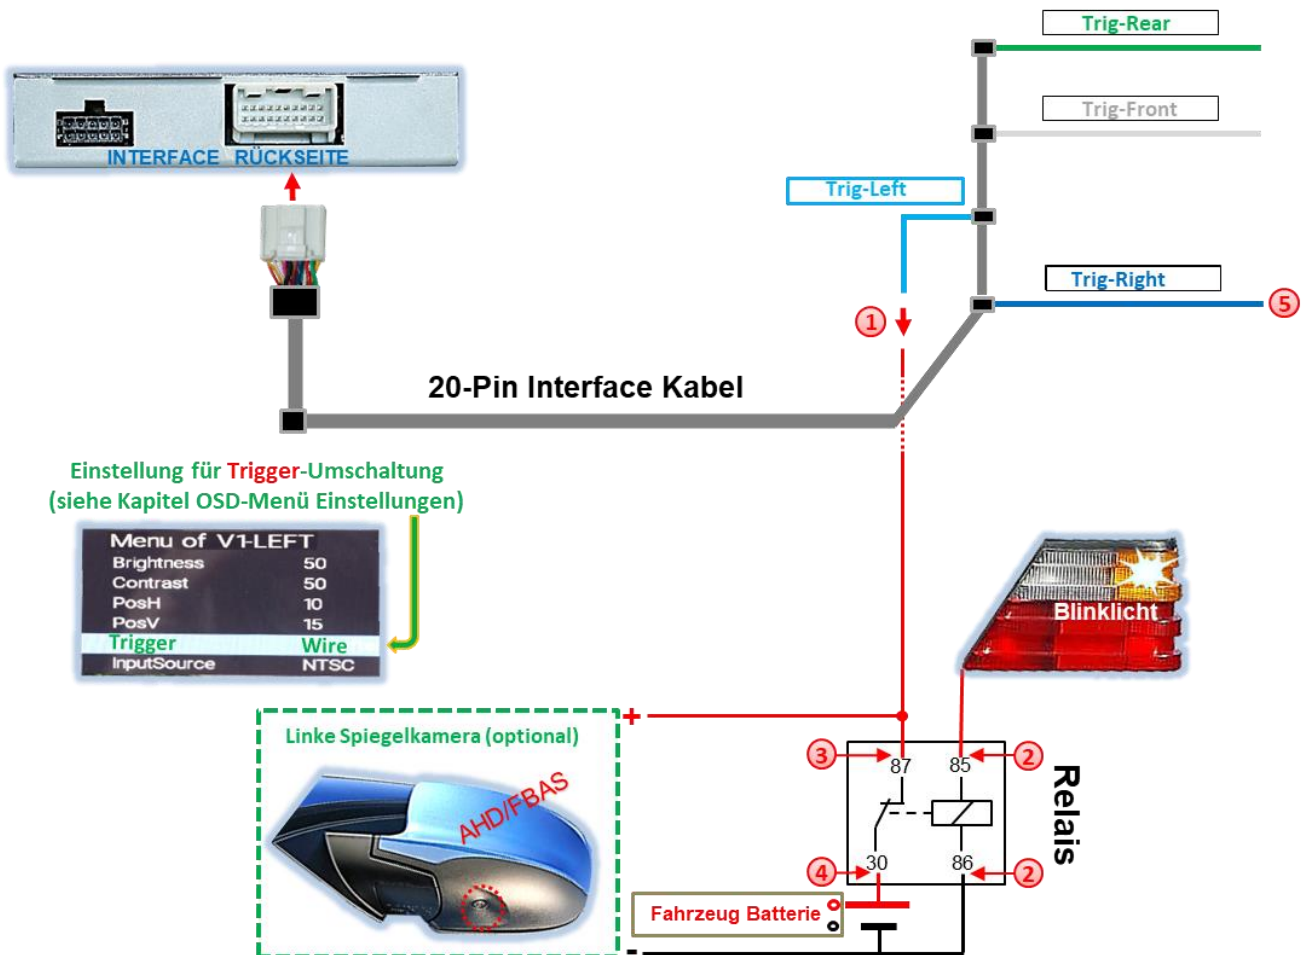 Trig-Rear
Trig-Front
INTERFACE RÜCKSEITE
Trig-Left
Trig-Right
5
1
20-Pin Interface Kabel
Einstellung für Trigger-Umschaltung
(siehe Kapitel OSD-Menü Einstellungen)
Menu of V1-LEFT
Brightness 50
Contrast 50
PosH 10
PosV 15
Trigger Wire
InputSource NTSC
Blinklicht
+
Linke Spiegelkamera (optional)
AHD/FBAS
3
87
85
2
Relais
4
30
86
2
Fahrzeug Batterie
-